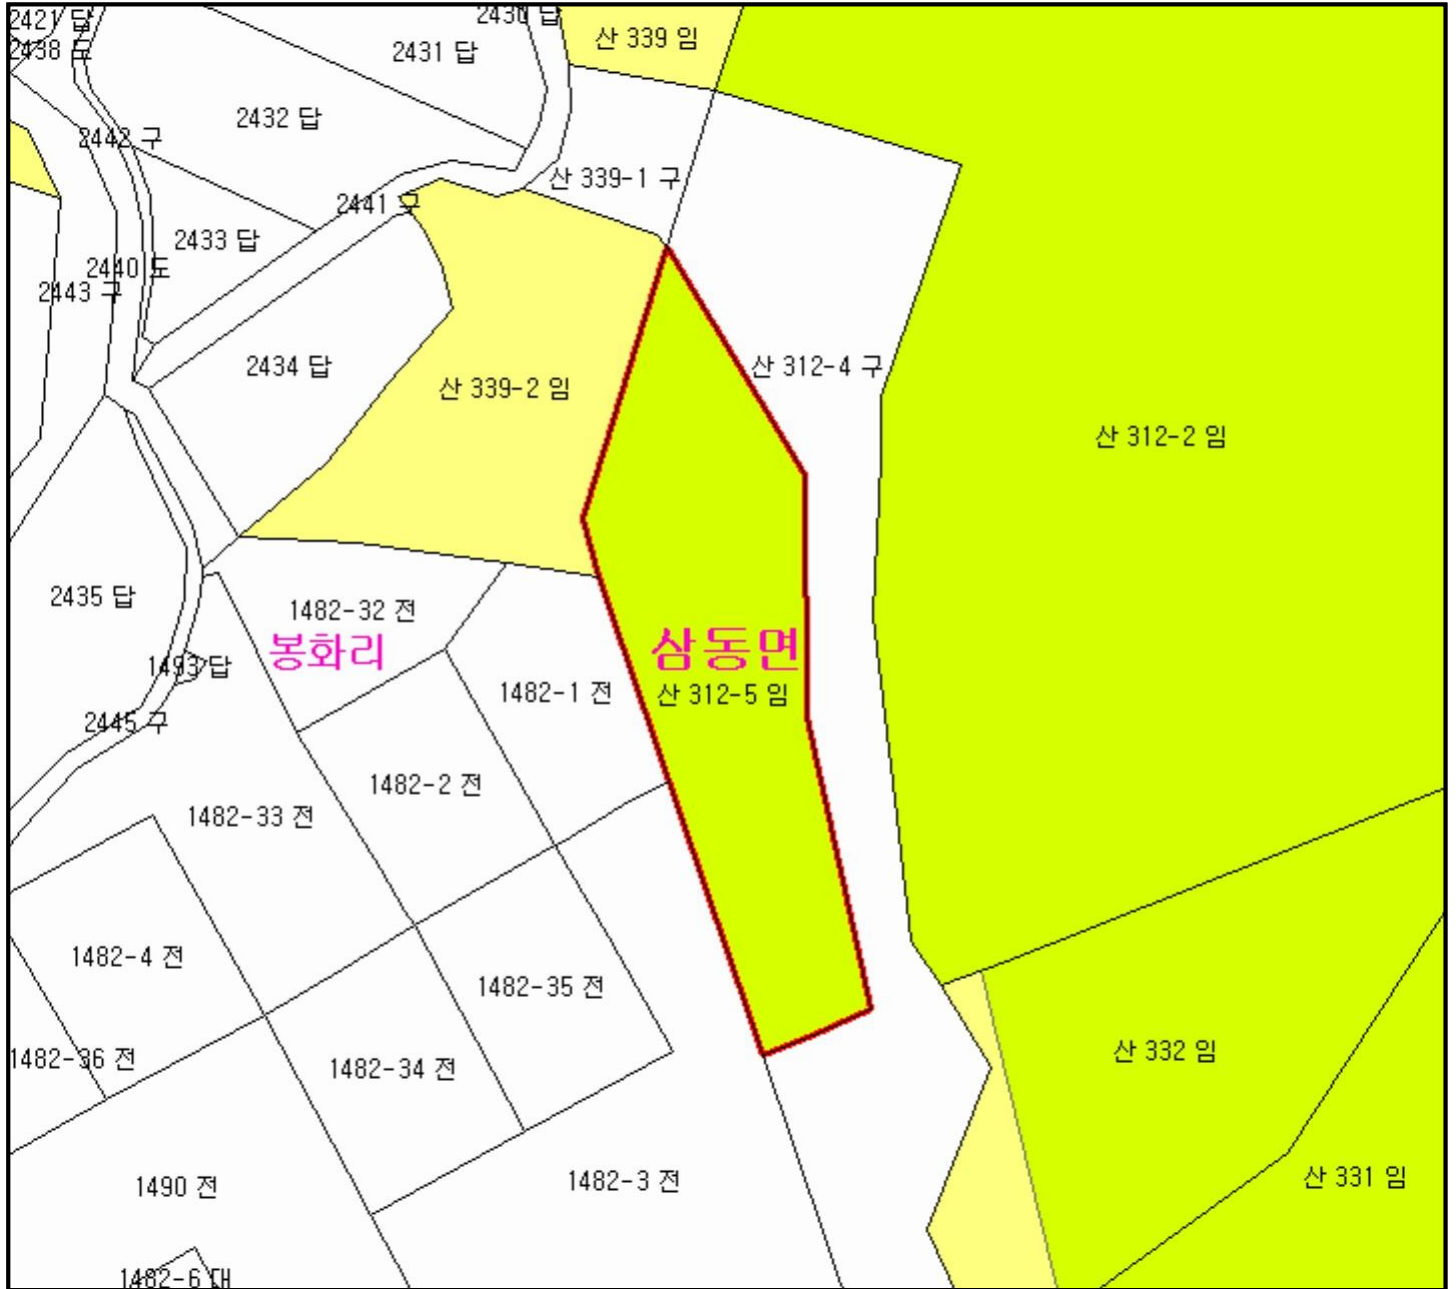 2421 답
2438 도
2430 답
2431 답
산 339 임
2432 답
2442 구
산 339-1 구
2441 구
2433 답
2440 도
2443 구
2434 답
산 339-2 임
산 312-4 구
산 312-2 임
2435 답
1482-32 전
봉화리
삼동면
1493 답
1482-1 전
산 312-5 임
2445 구
1482-2 전
1482-33 전
1482-4 전
1482-35 전
1482-36 전
1482-34 전
산 332 임
1490 전
1482-3 전
산 331 임
1482-6 대